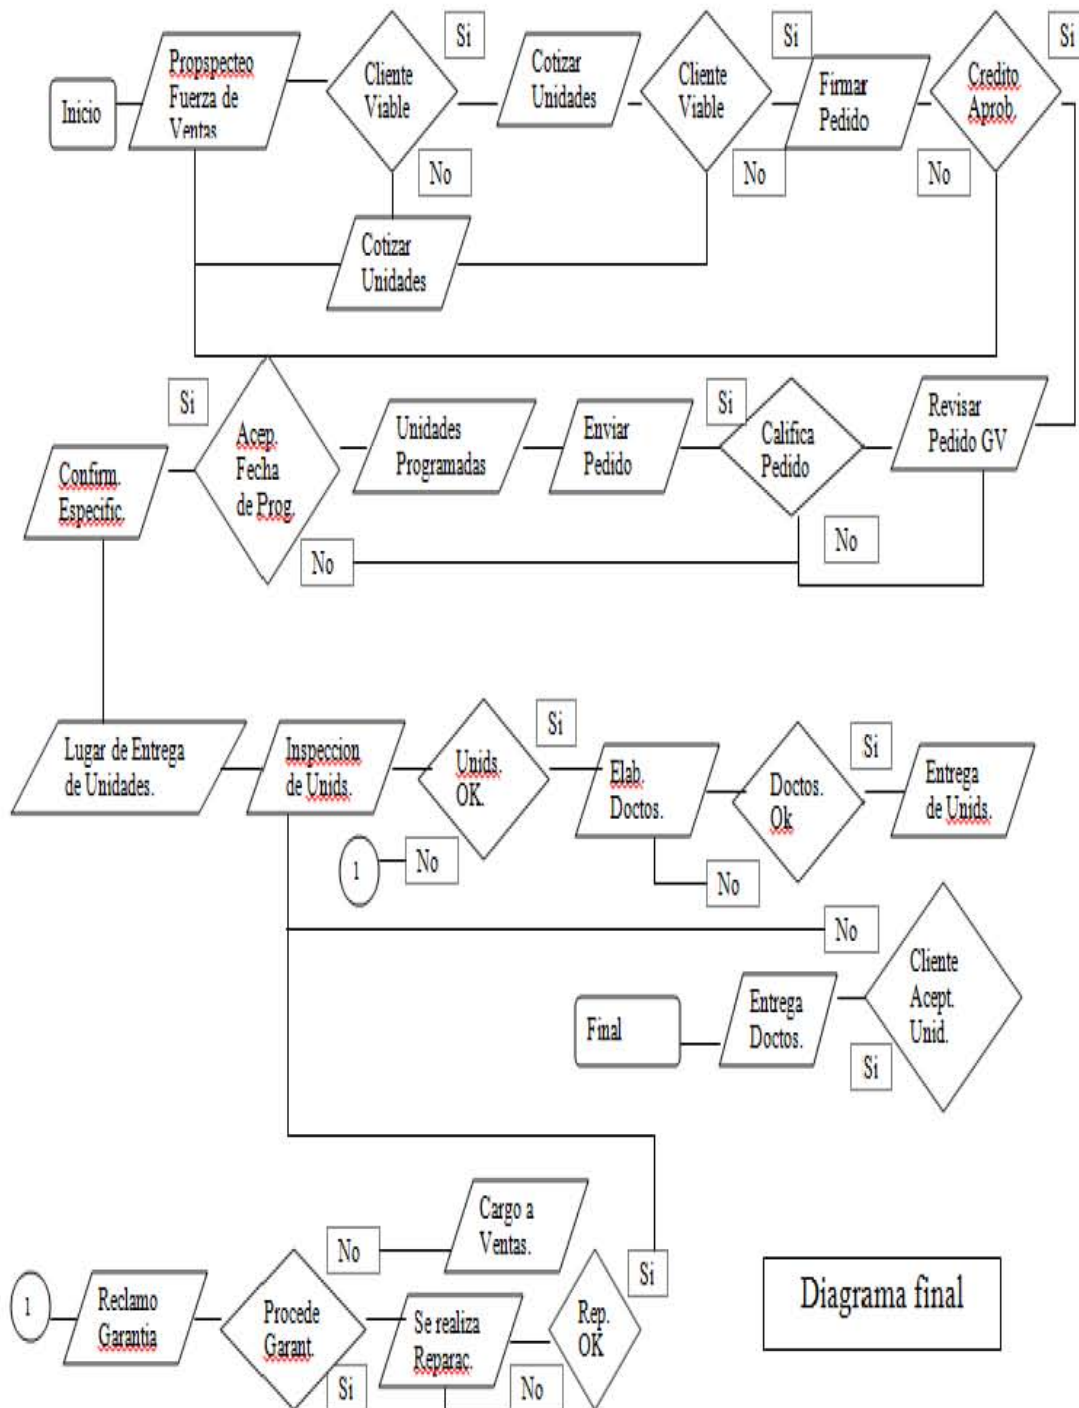 Si
Si
Si
Inicio
Propspecteo
Fuerza de
Ventas
Cliente
Viable
Cotizar
Unidades
Cliente
Viable
Firmar
Pedido
Credito
Aprob.
No
No
No
Cotizar
Unidades
Si
Confirm.
Especific.
Acep.
Fecha
de Prog.
Unidades
Programadas
Enviar
Pedido
Si
Califica
Pedido
Revisar
Pedido GV
No
No
Lugar de Entrega
de Unidades.
Inspeccion
de Unids.
Unids.
OK.
Si
Elab.
Doctos.
Doctos.
Ok
Si
Entrega
de Unids.
1
No
No
No
Cliente
Acept.
Unid.
Final
Entrega
Doctos.
Si
Cargo a
Ventas.
No
Si
1
Reclamo
Garantia
Procede
Garant.
Se realiza
Reparac.
Rep.
OK
Si
No
Diagrama final